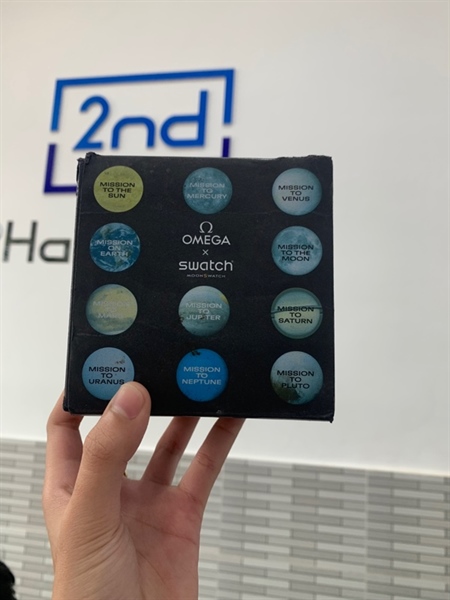 2nd
Ha
MISSION
TO THE
SUN
MISSION
TO
MERCURY
MISSION
TO
VENUS
MISSION
ON
EARTH
Ω
OMEGA
×
swatch
MOONSWATCH
MISSION
TO THE
MOON
MISSION
TO
JUPITER
MISSION
TO
SATURN
MISSION
TO
URANUS
MISSION
TO
NEPTUNE
MISSION
TO
PLUTO